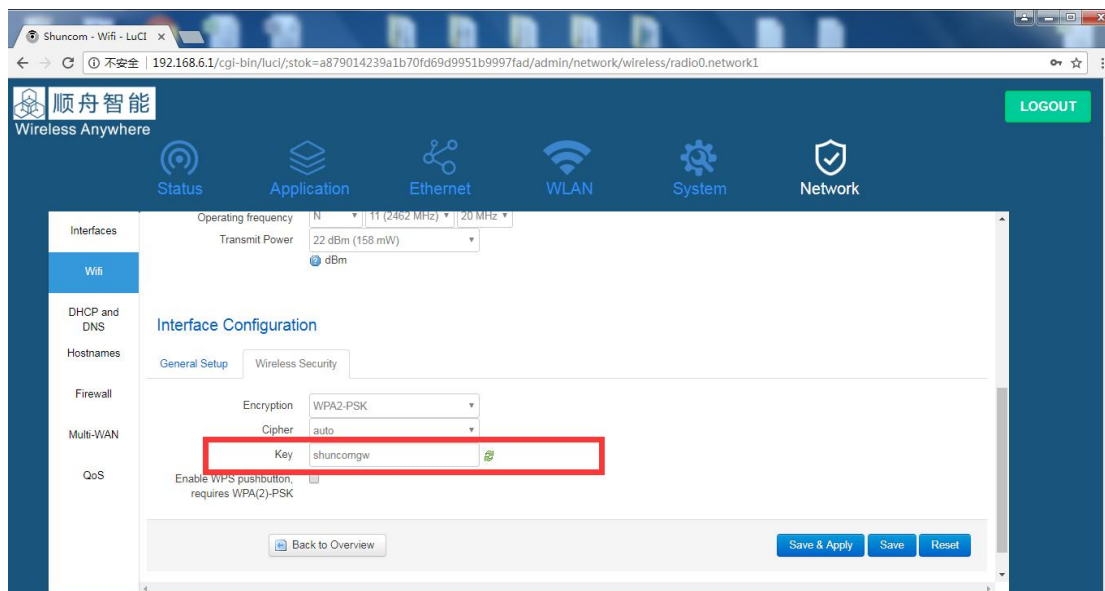 Shuncom - Wifi - LuCI
不安全 192.168.6.1/cgi-bin/luci/;stok=a879014239a1b70fd69d9951b9997fad/admin/network/wireless/radio0.network1
顺舟智能
Wireless Anywhere
LOGOUT
Status Application Ethernet WLAN System Network
Interfaces
Wifi
DHCP and
DNS
Hostnames
Firewall
Multi-WAN
QoS
Operating frequency N 11 (2462 MHz) 20 MHz
Transmit Power 22 dBm (158 mW)
dBm
Interface Configuration
General Setup Wireless Security
Encryption WPA2-PSK
Cipher auto
Key shuncomgw
Enable WPS pushbutton,
requires WPA(2)-PSK
Back to Overview Save & Apply Save Reset